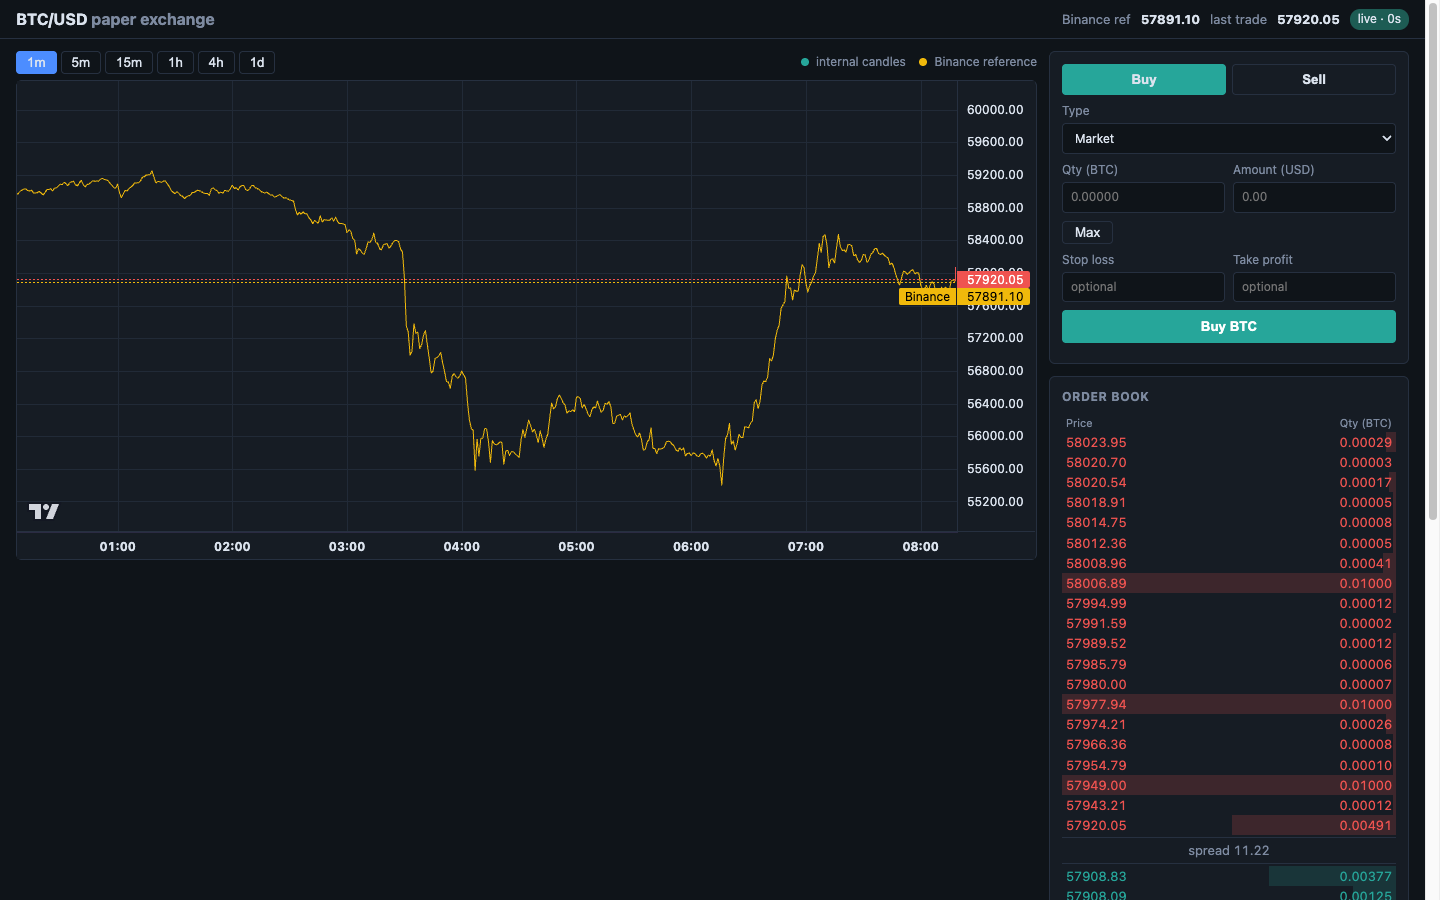 BTC/USD paper exchange
Binance ref 57891.10 last trade 57920.05 live · 0s
1m 5m 15m 1h 4h 1d
internal candles Binance reference
60000.00
59600.00
59200.00
58800.00
58400.00
57920.05
Binance 57891.10
57600.00
57200.00
56800.00
56400.00
56000.00
55600.00
55200.00
01:00 02:00 03:00 04:00 05:00 06:00 07:00 08:00
Buy Sell
Type
Market
Qty (BTC) Amount (USD)
0.00000 0.00
Max
Stop loss Take profit
optional optional
Buy BTC
ORDER BOOK
Price Qty (BTC)
58023.95 0.00029
58020.70 0.00003
58020.54 0.00017
58018.91 0.00005
58014.75 0.00008
58012.36 0.00005
58008.96 0.00041
58006.89 0.01000
57994.99 0.00012
57991.59 0.00002
57989.52 0.00012
57985.79 0.00006
57980.00 0.00007
57977.94 0.01000
57974.21 0.00026
57966.36 0.00008
57954.79 0.00010
57949.00 0.01000
57943.21 0.00012
57920.05 0.00491
spread 11.22
57908.83 0.00377
57908.09 0.00125